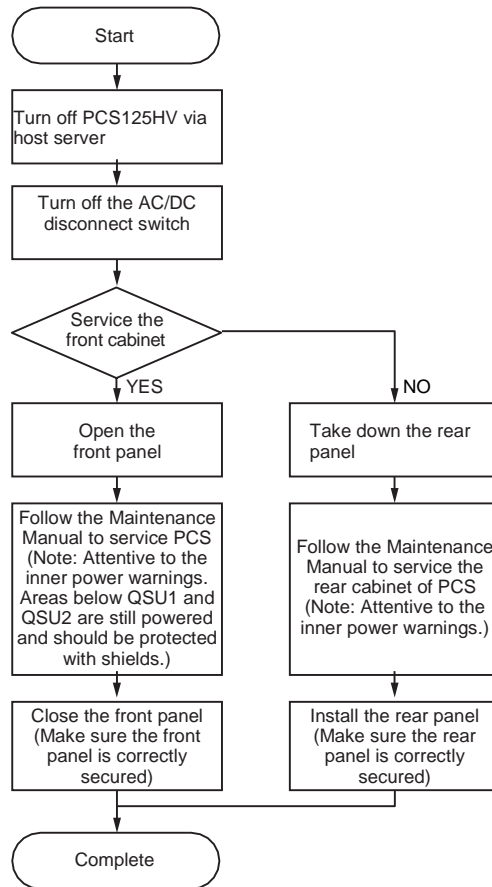 Start
Turn off PCS125HV via
host server
Turn off the AC/DC
disconnect switch
Service the
front cabinet
YES
NO
Open the
front panel
Take down the rear
panel
Follow the Maintenance
Manual to service PCS
(Note: Attentive to the
inner power warnings.
Areas below QSU1 and
QSU2 are still powered
and should be protected
with shields.)
Follow the Maintenance
Manual to service the
rear cabinet of PCS
(Note: Attentive to the
inner power warnings.)
Close the front panel
(Make sure the front
panel is correctly
secured)
Install the rear panel
(Make sure the rear
panel is correctly
secured)
Complete